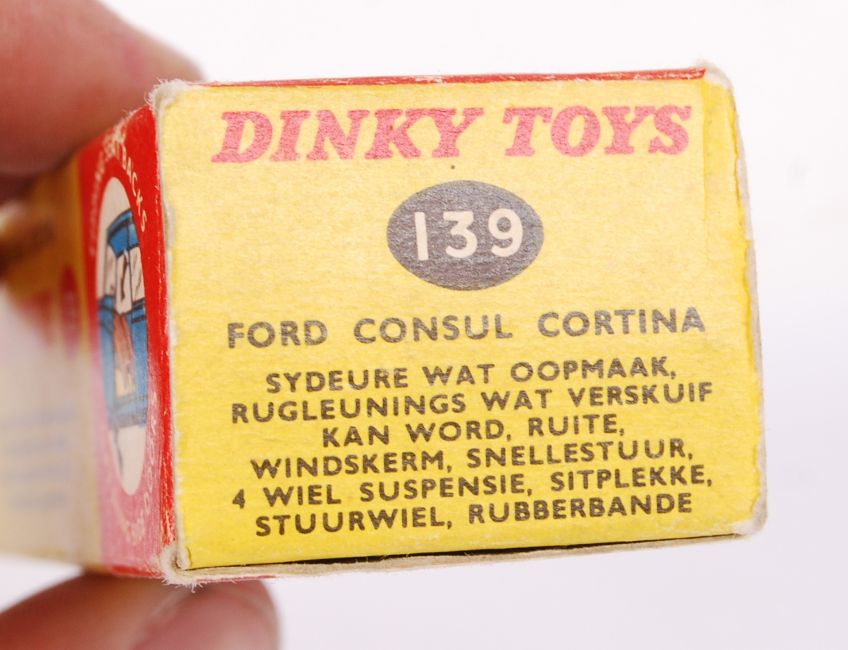 DINKY TOYS
139
FORD CONSUL CORTINA
SYDEURE WAT OOPMAAK,
RUGLEUNINGS WAT VERSKUIF
KAN WORD, RUITE,
WINDSKERM, SNELLESTUUR,
4 WIEL SUSPENSIE, SITPLEKKE,
STUURWIEL, RUBBERBANDE
BACKS